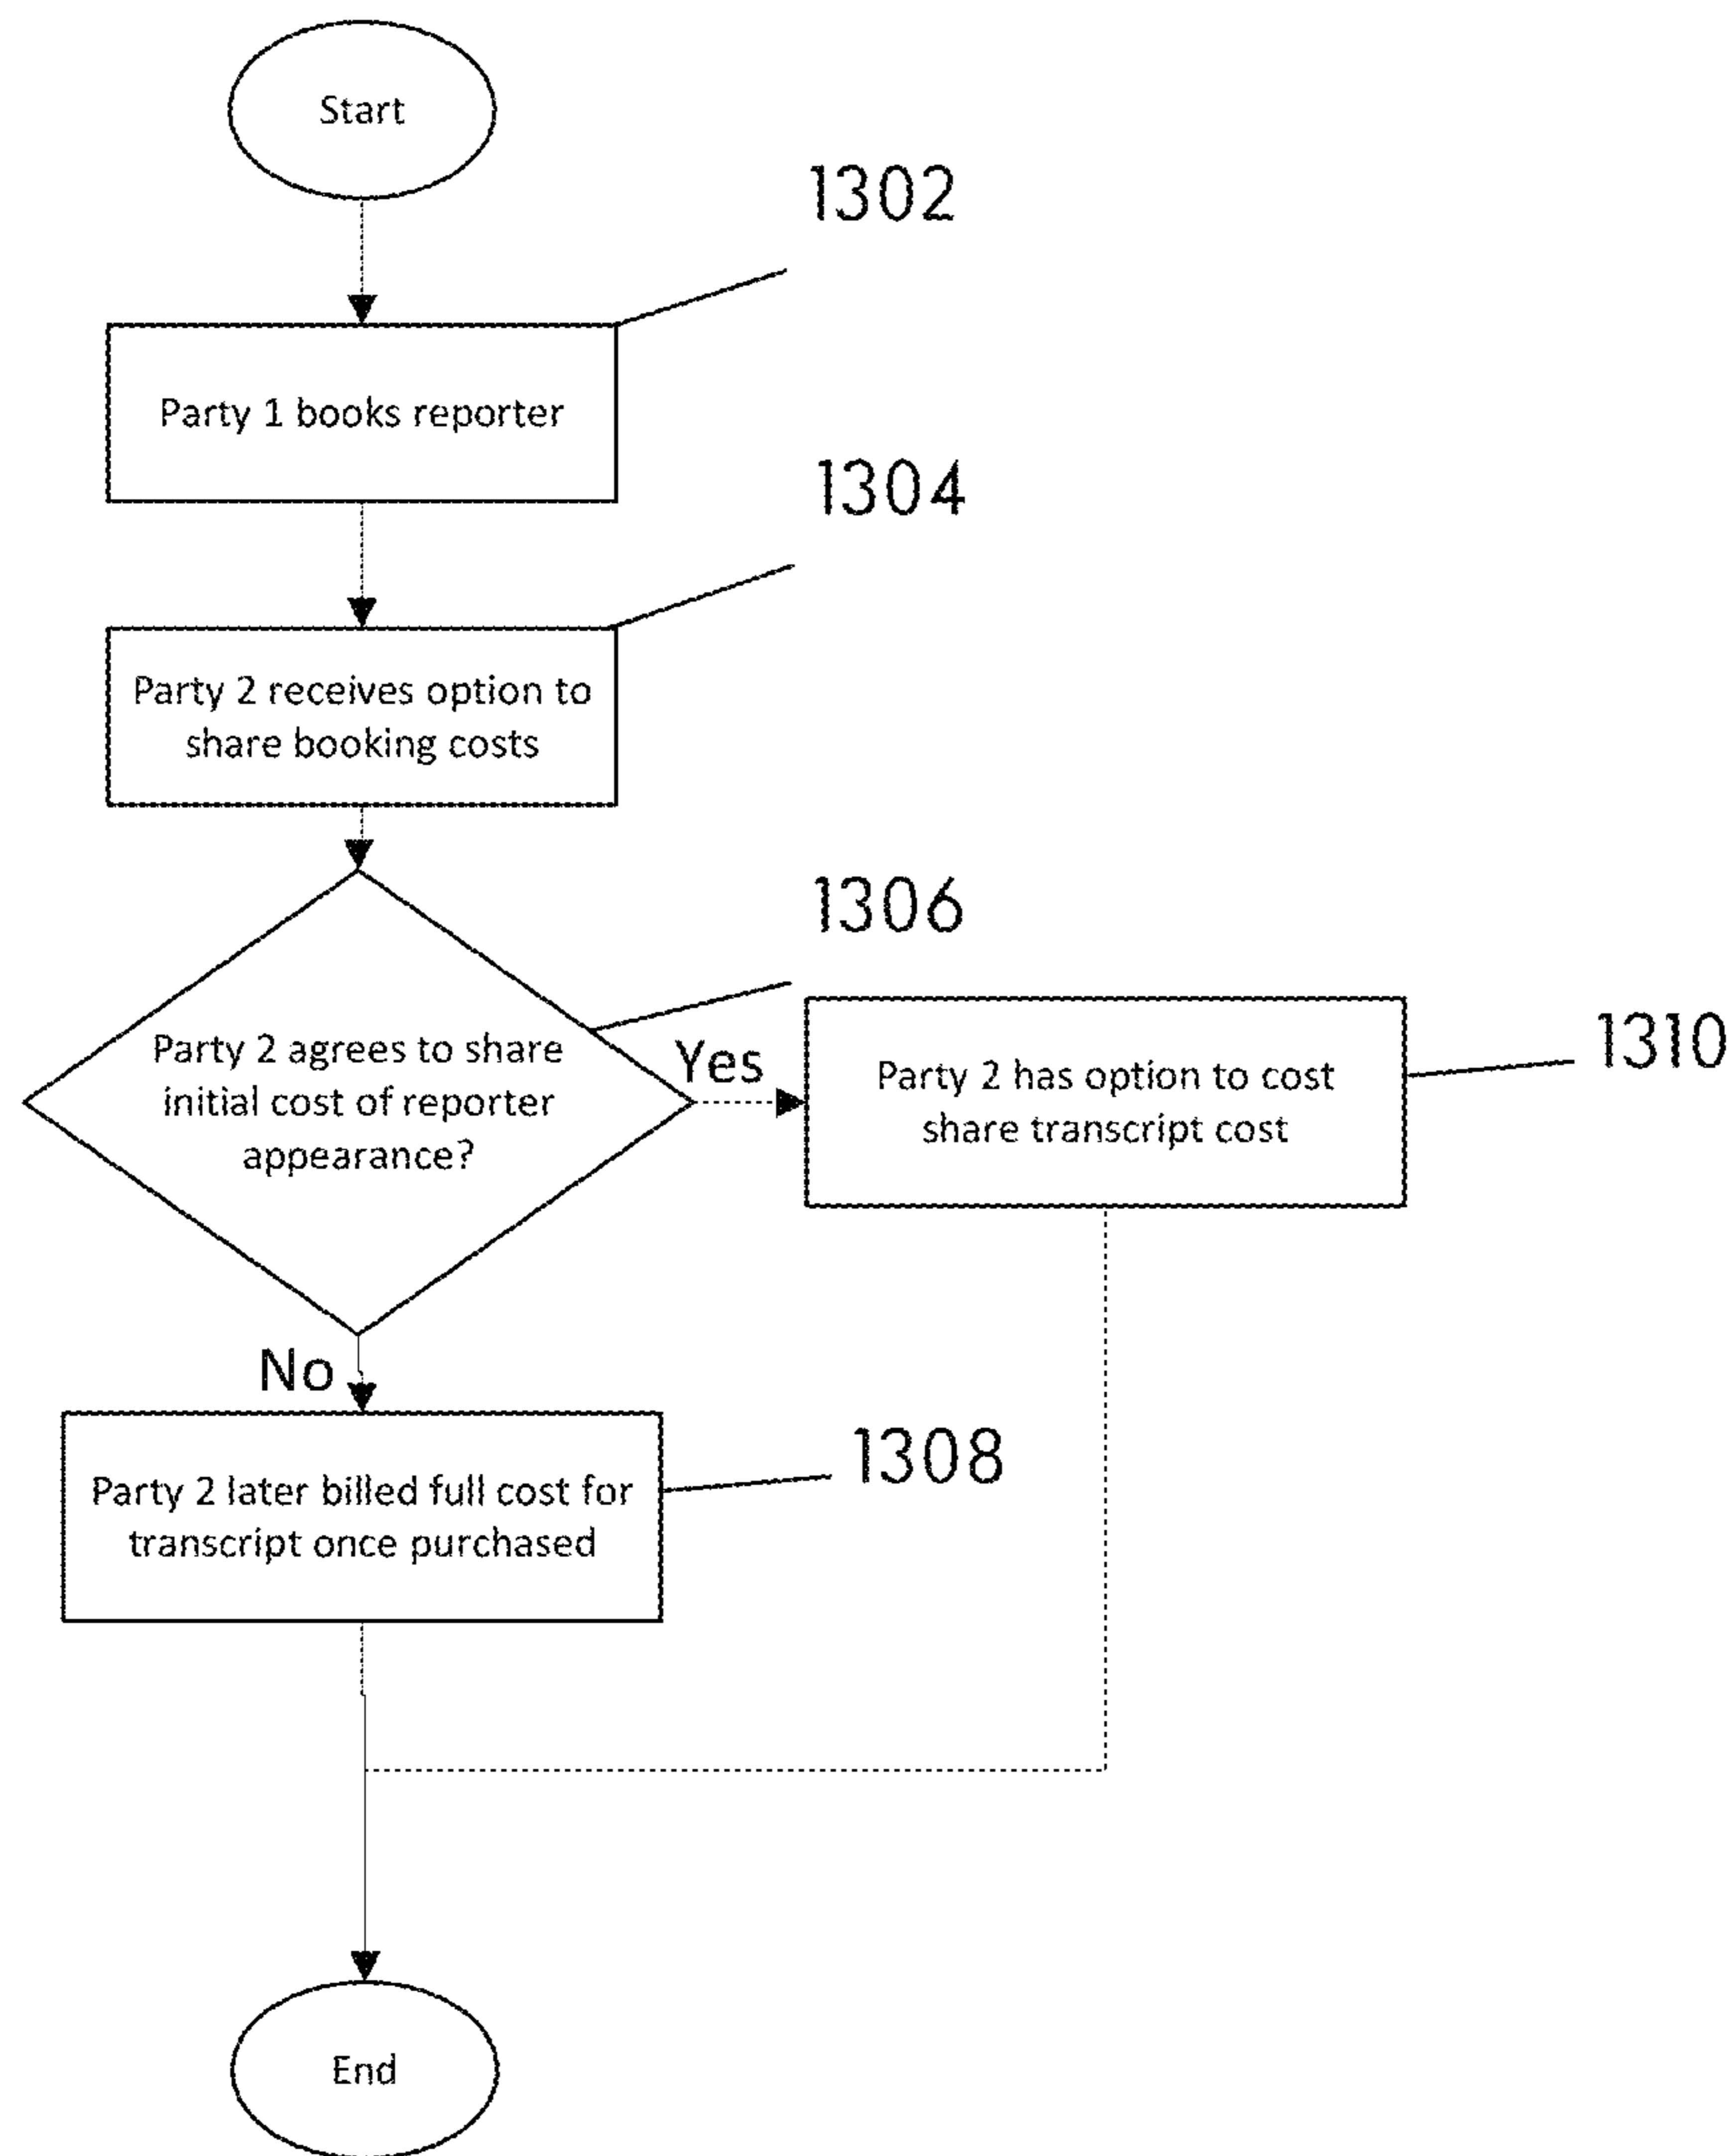 Start
1302
Party 1 books reporter
1304
Party 2 receives option to
share booking costs
1306
Party 2 agrees to share
initial cost of reporter
appearance?
Yes
Party 2 has option to cost
share transcript cost
1310
No
Party 2 later billed full cost for
transcript once purchased
1308
End